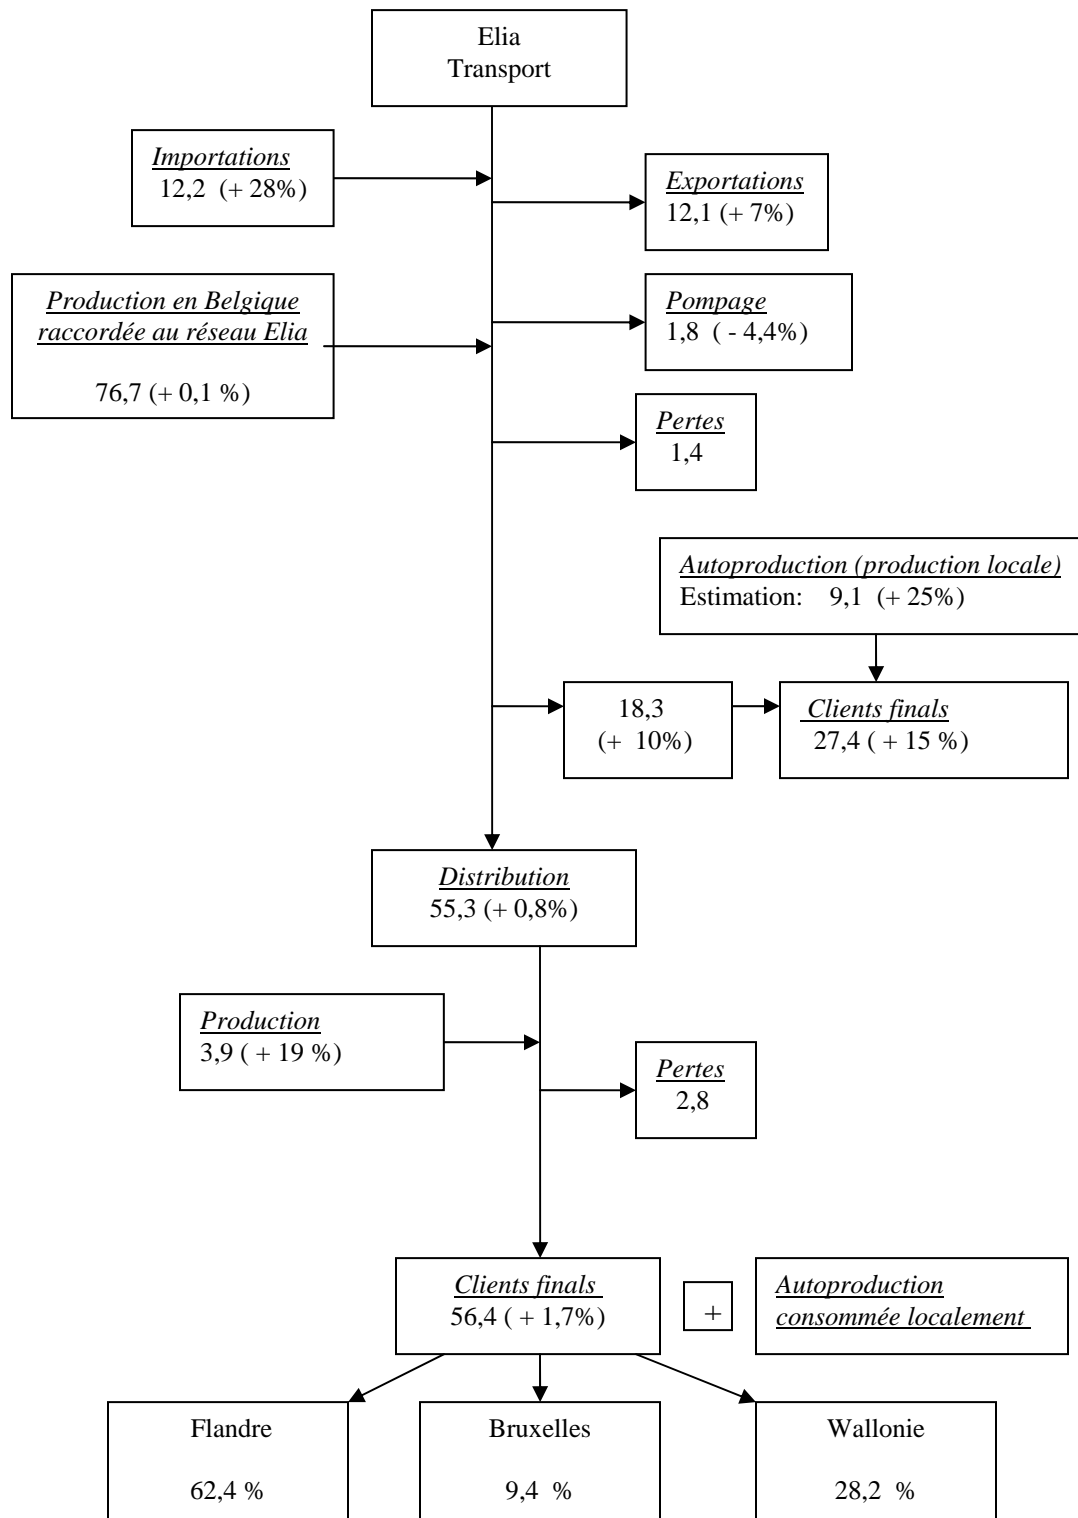 Elia
Transport
Importations
12,2 (+ 28%)
Exportations
12,1 (+ 7%)
Production en Belgique
raccordée au réseau Elia
76,7 (+ 0,1 %)
Pompage
1,8 ( - 4,4%)
Pertes
1,4
Autoproduction (production locale)
Estimation: 9,1 (+ 25%)
18,3
(+ 10%)
Clients finals
27,4 ( + 15 %)
Distribution
55,3 (+ 0,8%)
Production
3,9 ( + 19 %)
Pertes
2,8
Clients finals
56,4 ( + 1,7%)
+
Autoproduction
consommée localement
Flandre
62,4 %
Bruxelles
9,4 %
Wallonie
28,2 %